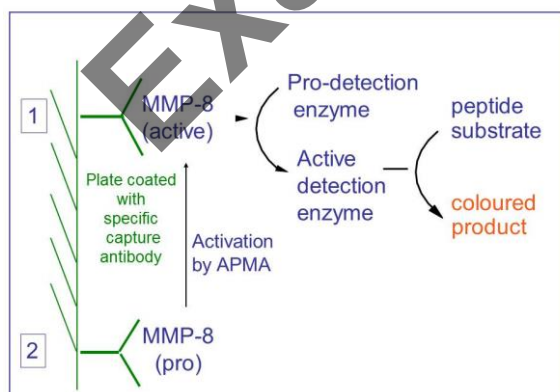 1
MMP-8
(active)
Pro-detection
enzyme
peptide
substrate
Active
detection
enzyme
coloured
product
Plate coated
with
specific
capture
antibody
Activation
by APMA
2
MMP-8
(pro)